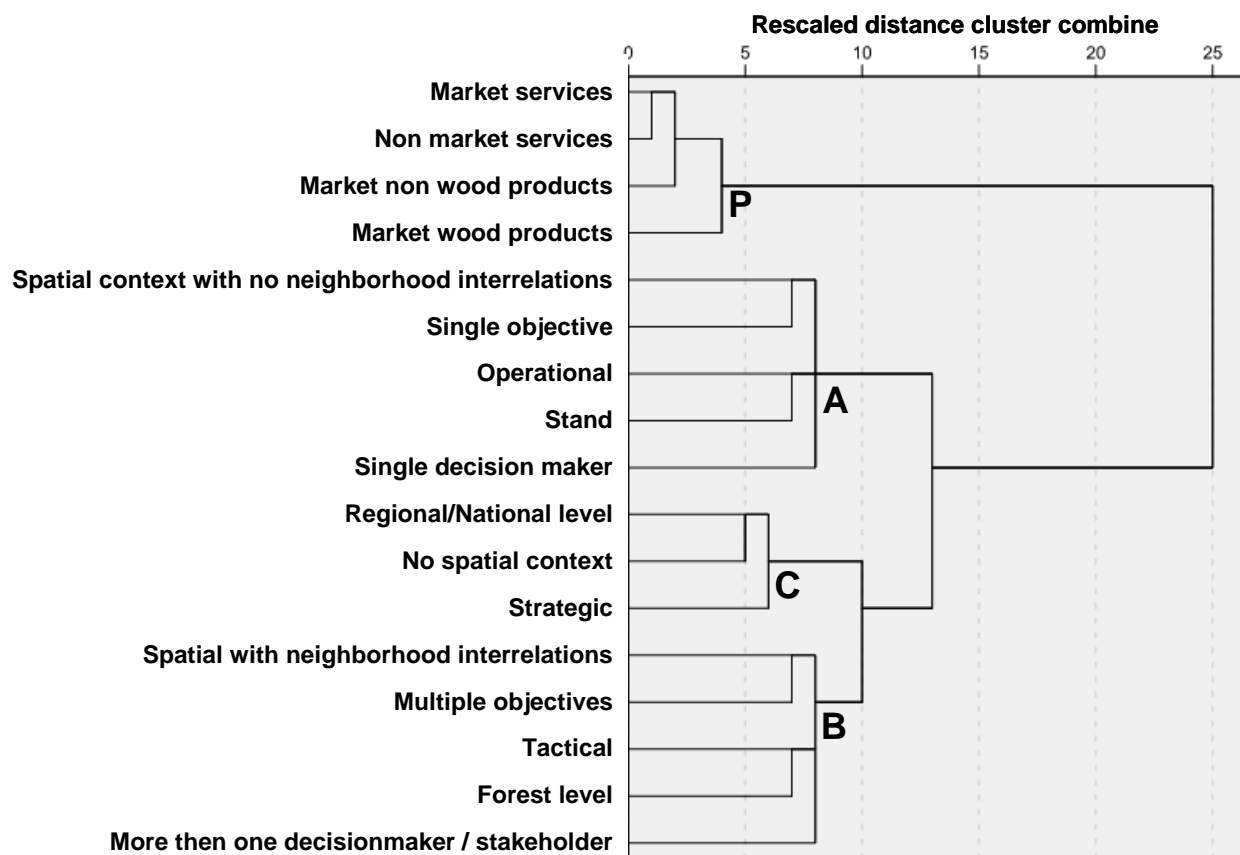 Rescaled distance cluster combine
0 5 10 15 20 25
Market services
Non market services
Market non wood products
P
Market wood products
Spatial context with no neighborhood interrelations
Single objective
Operational
A
Stand
Single decision maker
Regional/National level
No spatial context
C
Strategic
Spatial with neighborhood interrelations
Multiple objectives
B
Tactical
Forest level
More then one decisionmaker / stakeholder